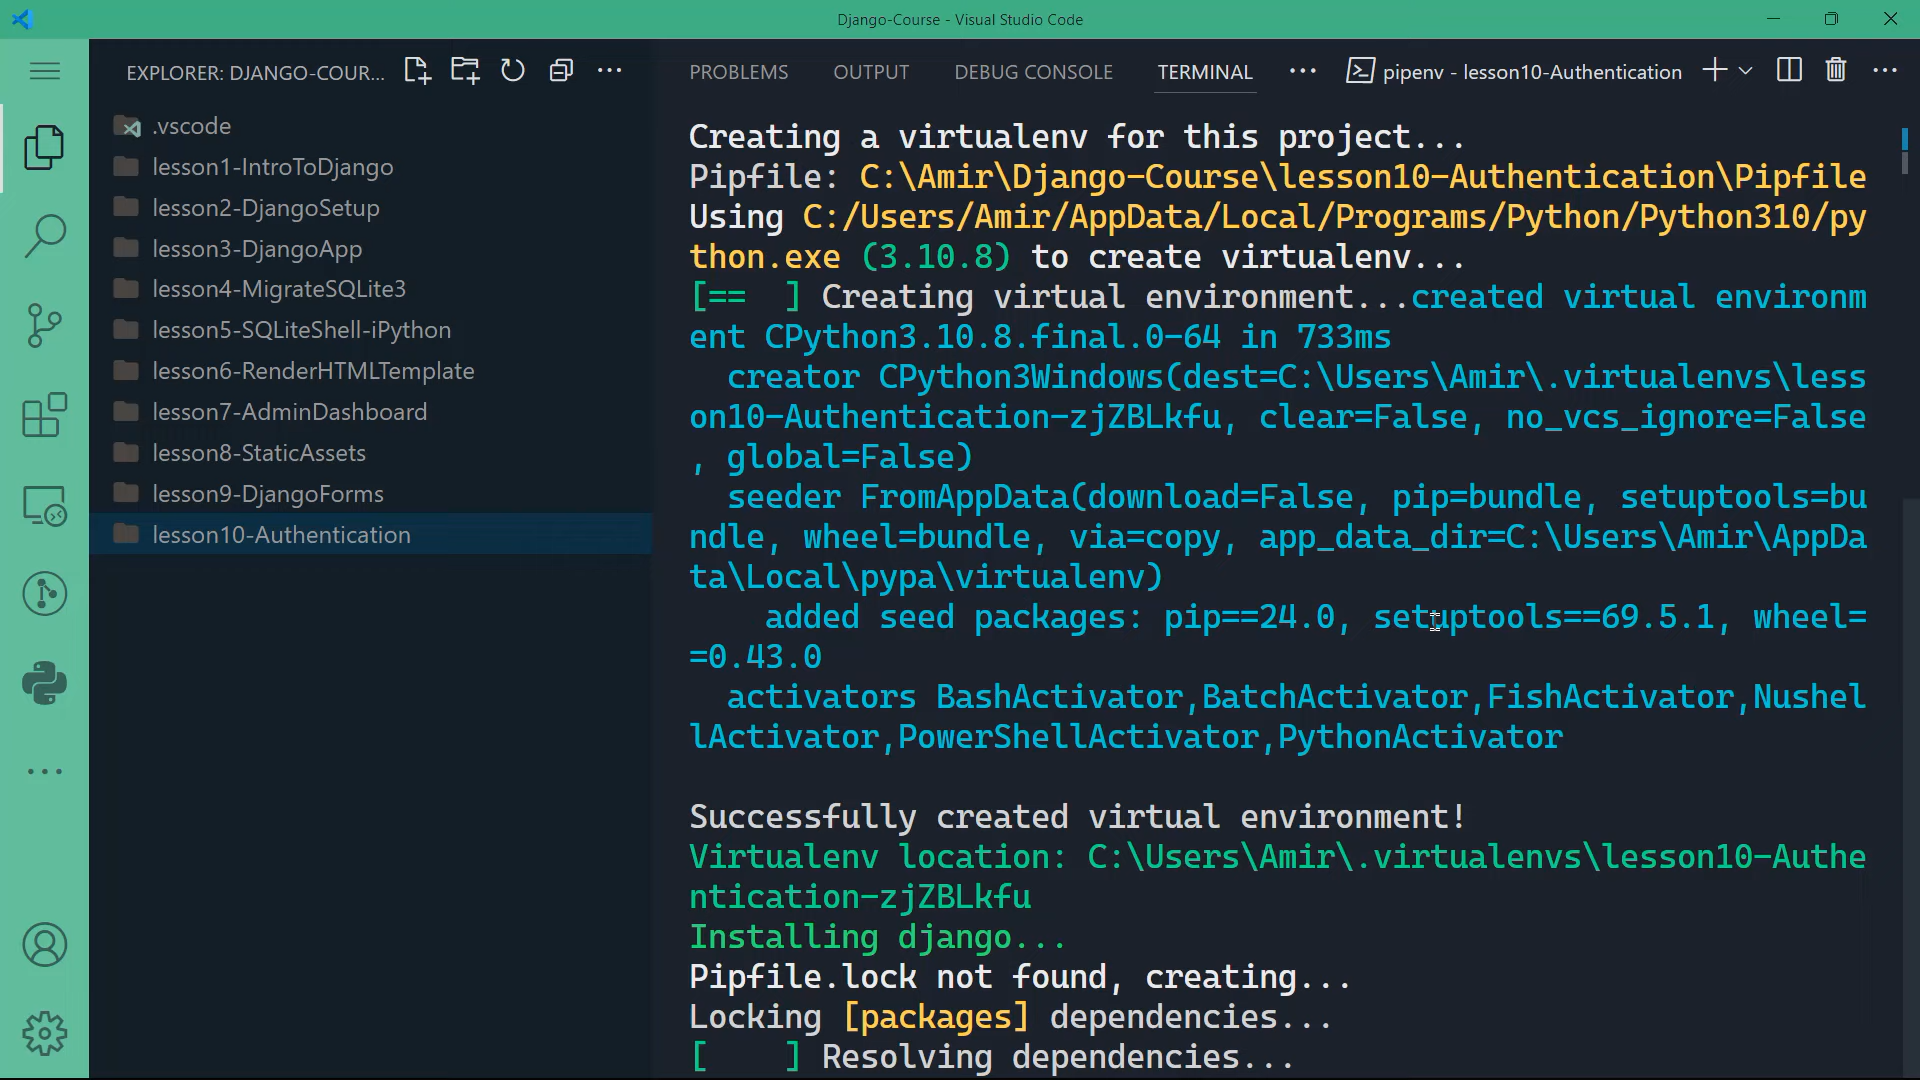 Django-Course - Visual Studio Code
EXPLORER: DJANGO-COUR...
.vscode
lesson1-IntroToDjango
lesson2-DjangoSetup
lesson3-DjangoApp
lesson4-MigrateSQLite3
lesson5-SQLiteShell-iPython
lesson6-RenderHTMLTemplate
lesson7-AdminDashboard
lesson8-StaticAssets
lesson9-DjangoForms
lesson10-Authentication
PROBLEMS OUTPUT DEBUG CONSOLE TERMINAL ... pipenv - lesson10-Authentication
Creating a virtualenv for this project...
Pipfile: C:\Amir\Django-Course\lesson10-Authentication\Pipfile
Using C:/Users/Amir/AppData/Local/Programs/Python/Python310/py
thon.exe (3.10.8) to create virtualenv...
[==  ] Creating virtual environment...created virtual environm
ent CPython3.10.8.final.0-64 in 733ms
  creator CPython3Windows(dest=C:\Users\Amir\.virtualenvs\less
on10-Authentication-zjZBLkfu, clear=False, no_vcs_ignore=False
, global=False)
  seeder FromAppData(download=False, pip=bundle, setuptools=bu
ndle, wheel=bundle, via=copy, app_data_dir=C:\Users\Amir\AppDa
ta\Local\pypa\virtualenv)
    added seed packages: pip==24.0, setuptools==69.5.1, wheel=
=0.43.0
  activators BashActivator,BatchActivator,FishActivator,Nushel
lActivator,PowerShellActivator,PythonActivator
Successfully created virtual environment!
Virtualenv location: C:\Users\Amir\.virtualenvs\lesson10-Authe
ntication-zjZBLkfu
Installing django...
Pipfile.lock not found, creating...
Locking [packages] dependencies...
[    ] Resolving dependencies...